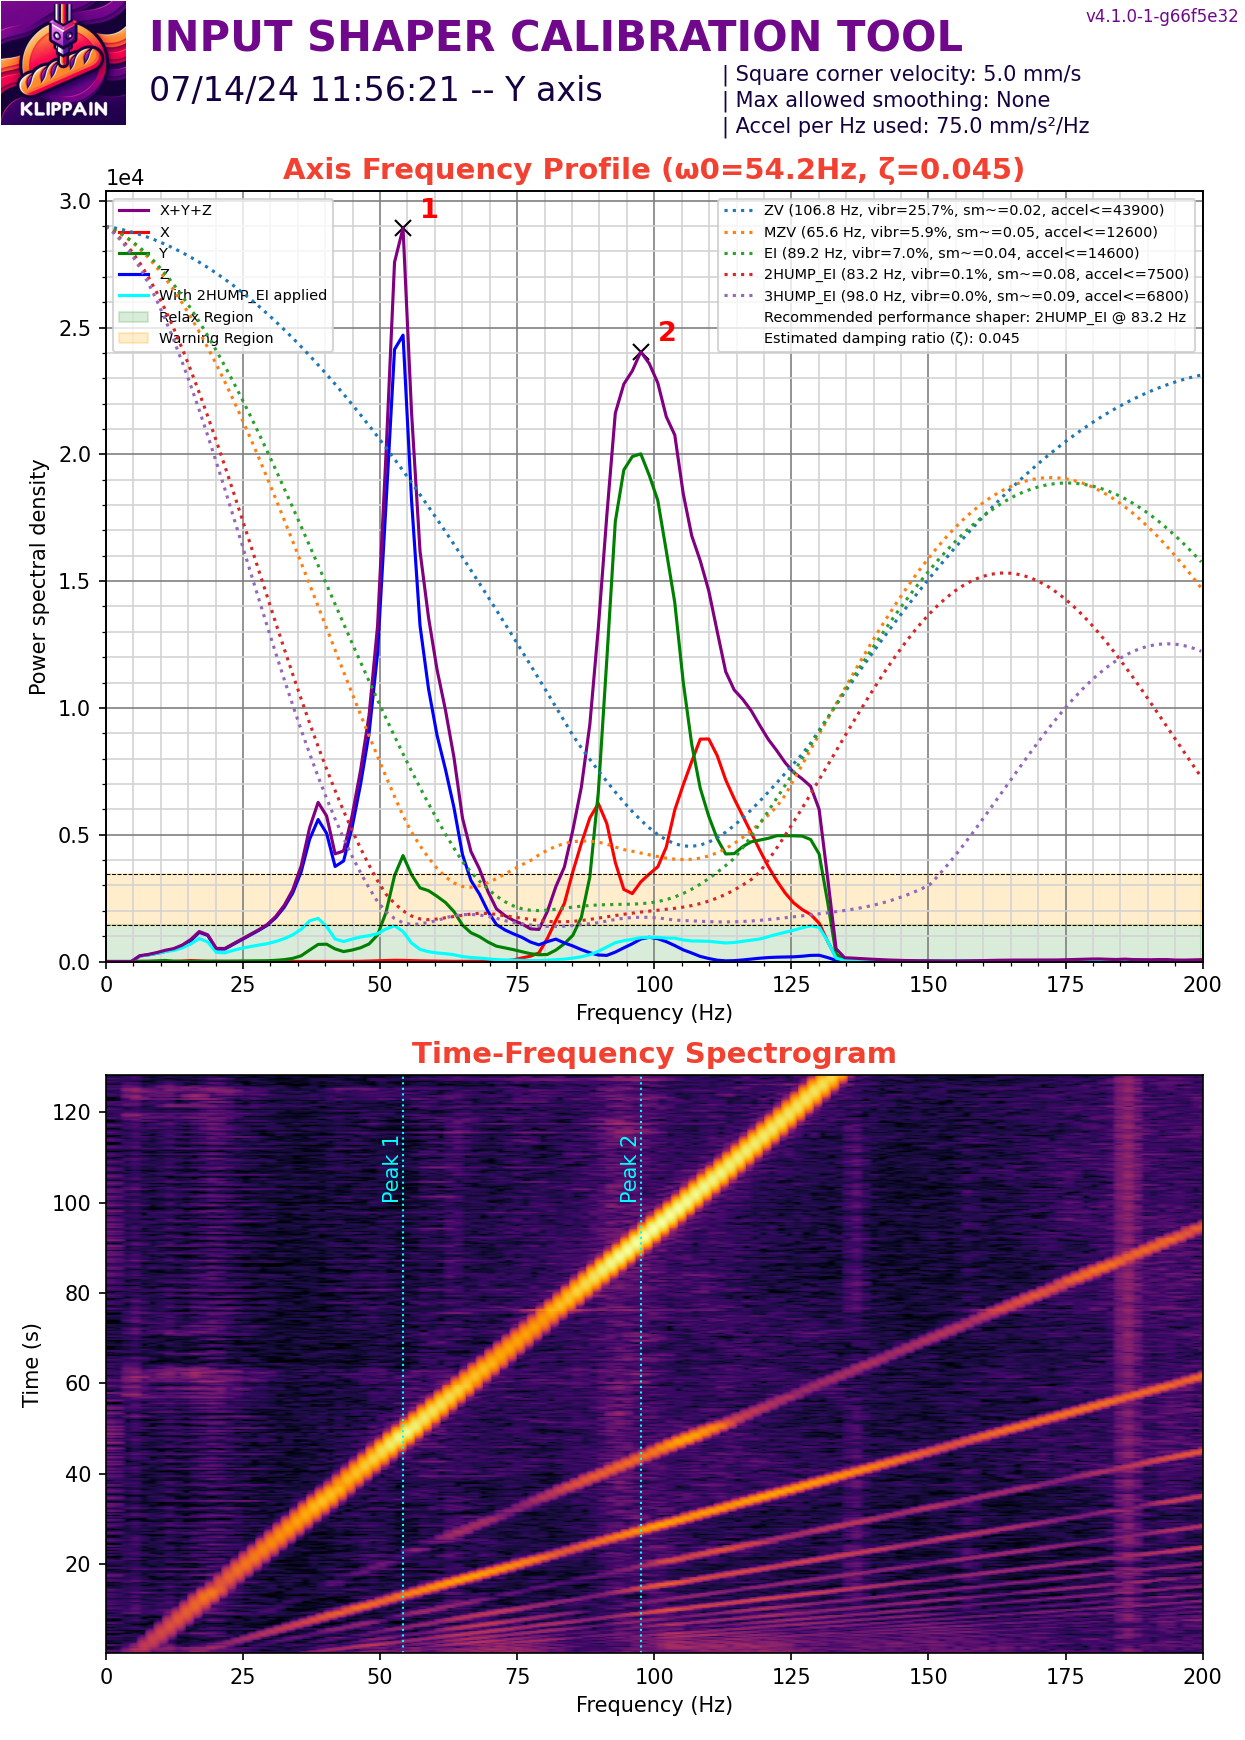 v4.1.0-1-g66f5e32
INPUT SHAPER CALIBRATION TOOL
07/14/24 11:56:21 -- Y axis
| Square corner velocity: 5.0 mm/s
| Max allowed smoothing: None
| Accel per Hz used: 75.0 mm/s²/Hz
KLIPPAIN
Axis Frequency Profile (ω0=54.2Hz, ζ=0.045)
1e4
3.0
2.5
2.0
1.5
1.0
0.5
0.0
Power spectral density
X+Y+Z
X
Y
Z
With 2HUMP_EI applied
Relax Region
Warning Region
1
2
ZV (106.8 Hz, vibr=25.7%, sm~=0.02, accel<=43900)
MZV (65.6 Hz, vibr=5.9%, sm~=0.05, accel<=12600)
EI (89.2 Hz, vibr=7.0%, sm~=0.04, accel<=14600)
2HUMP_EI (83.2 Hz, vibr=0.1%, sm~=0.08, accel<=7500)
3HUMP_EI (98.0 Hz, vibr=0.0%, sm~=0.09, accel<=6800)
Recommended performance shaper: 2HUMP_EI @ 83.2 Hz
Estimated damping ratio (ζ): 0.045
0 25 50 75 100 125 150 175 200
Frequency (Hz)
Time-Frequency Spectrogram
120
100
80
60
40
20
Time (s)
Peak 1
Peak 2
0 25 50 75 100 125 150 175 200
Frequency (Hz)